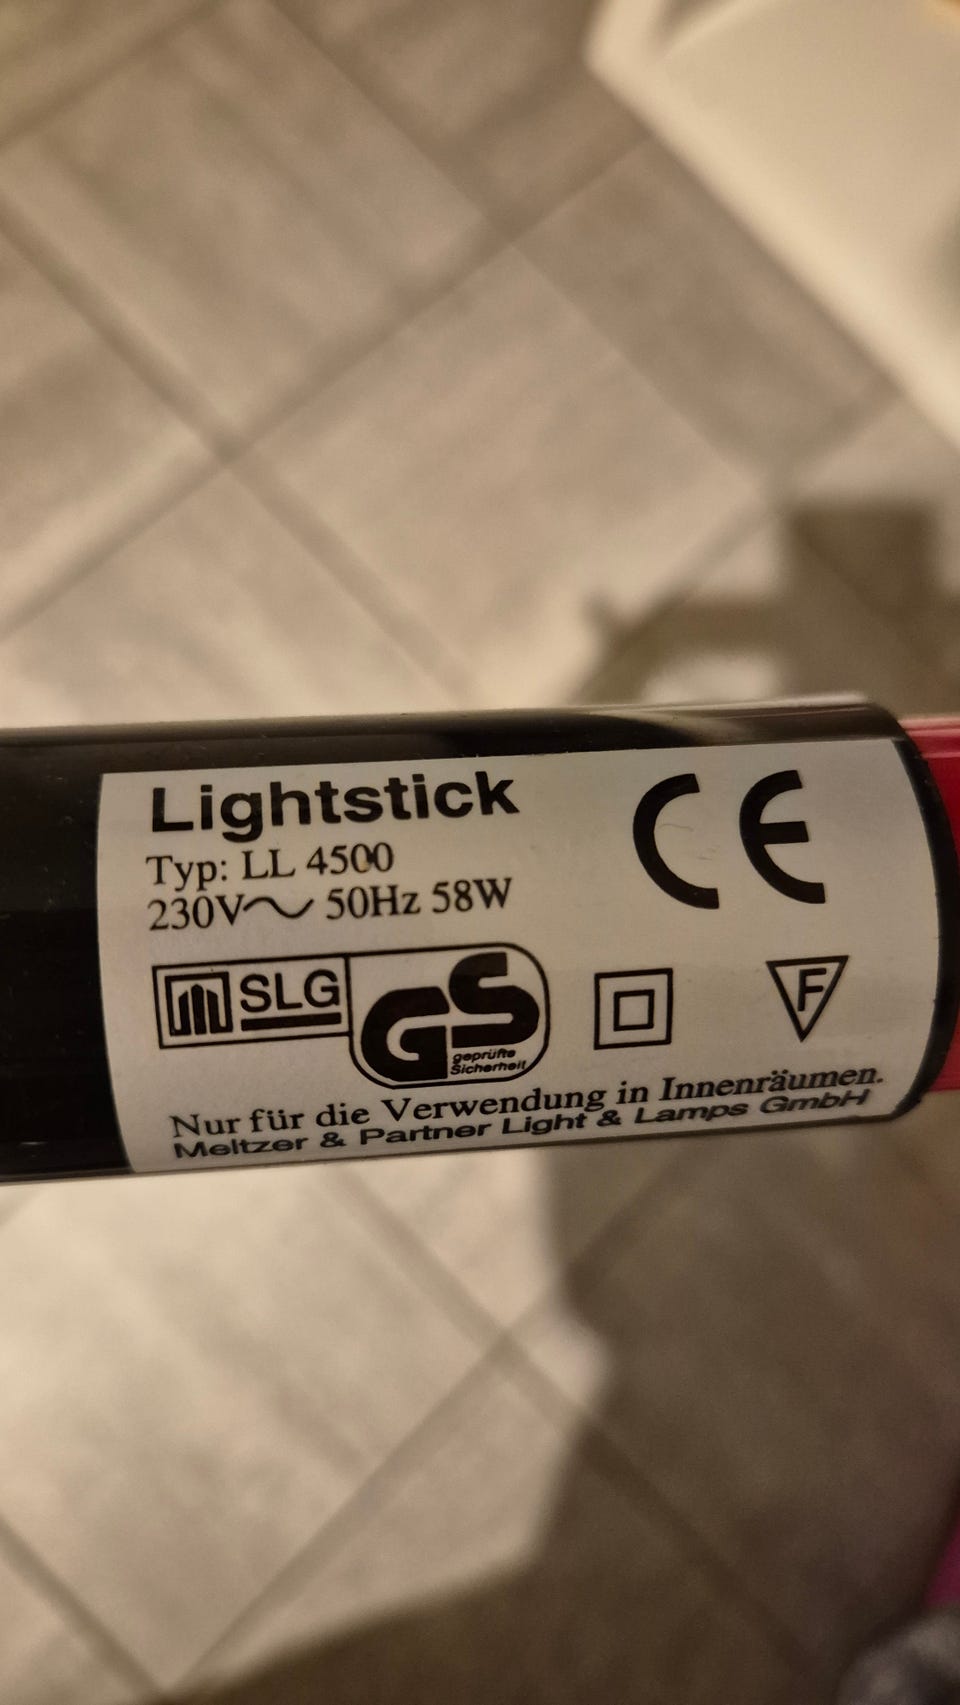 Lightstick
CE
Typ: LL 4500
230V~ 50Hz 58W
SLG
GS
geprüfte
Sicherheit
F
Nur für die Verwendung in Innenräumen.
Meltzer & Partner Light & Lamps GmbH